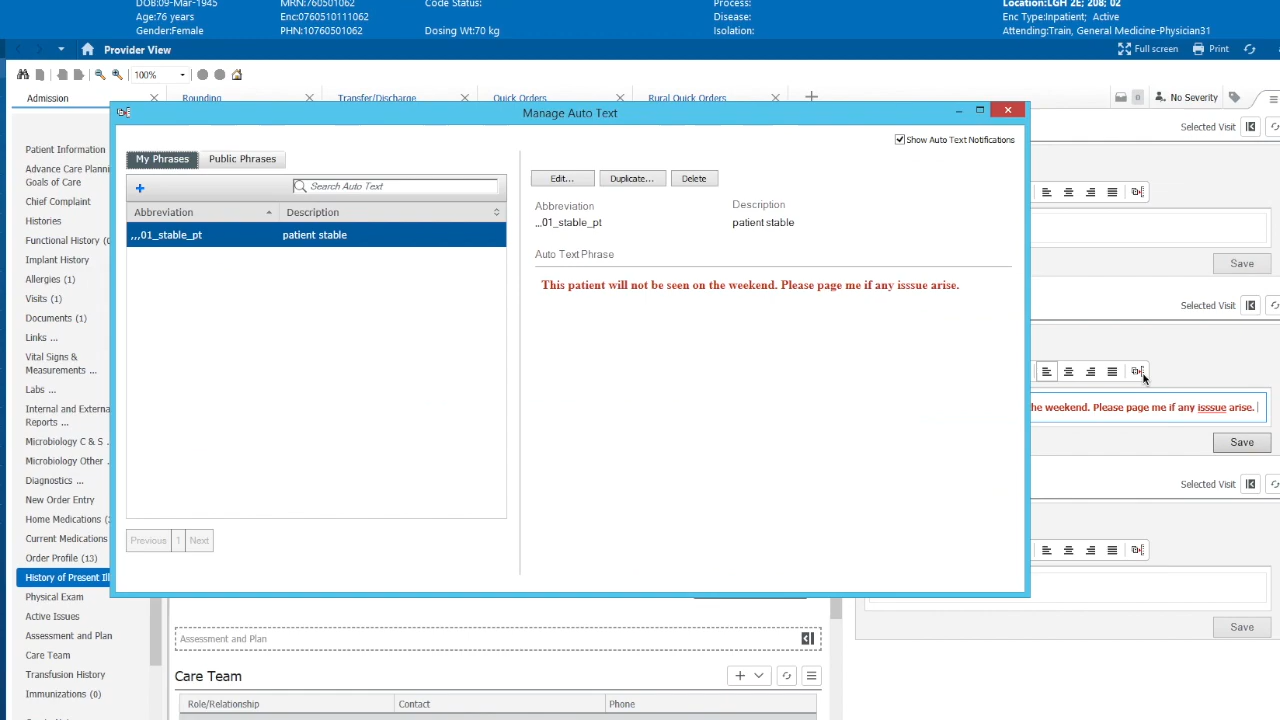 DOB:09-Mar-1945
MRN:760501062
Code Status:
Process:
Location:LGH 2E; 208; 02
Age:76 years
Enc:0760510111062
Disease:
Enc Type:Inpatient; Active
Gender:Female
PHN:10760501062
Dosing Wt:70 kg
Isolation:
Attending:Train, General Medicine-Physician31
Provider View
Full screen
Print
100%
Admission
Rounding
Transfer/Discharge
Quick Orders
Rural Quick Orders
0
No Severity
Manage Auto Text
Show Auto Text Notifications
My Phrases
Public Phrases
Search Auto Text
Abbreviation
Description
,,,01_stable_pt
patient stable
Previous
1
Next
Edit...
Duplicate...
Delete
Abbreviation
Description
,,,01_stable_pt
patient stable
Auto Text Phrase
This patient will not be seen on the weekend. Please page me if any isssue arise.
Patient Information
Advance Care Planni
Goals of Care
Chief Complaint
Histories
Functional History (0
Implant History
Allergies (1)
Visits (1)
Documents (1)
Links ...
Vital Signs &
Measurements ...
Labs ...
Internal and Externa
Reports ...
Microbiology C & S .
Microbiology Other .
Diagnostics ...
New Order Entry
Home Medications (
Current Medications
Order Profile (13)
History of Present Ill
Physical Exam
Active Issues
Assessment and Plan
Care Team
Transfusion History
Immunizations (0)
Selected Visit
Save
Selected Visit
he weekend. Please page me if any isssue arise.
Save
Selected Visit
Save
Assessment and Plan
Care Team
Role/Relationship
Contact
Phone